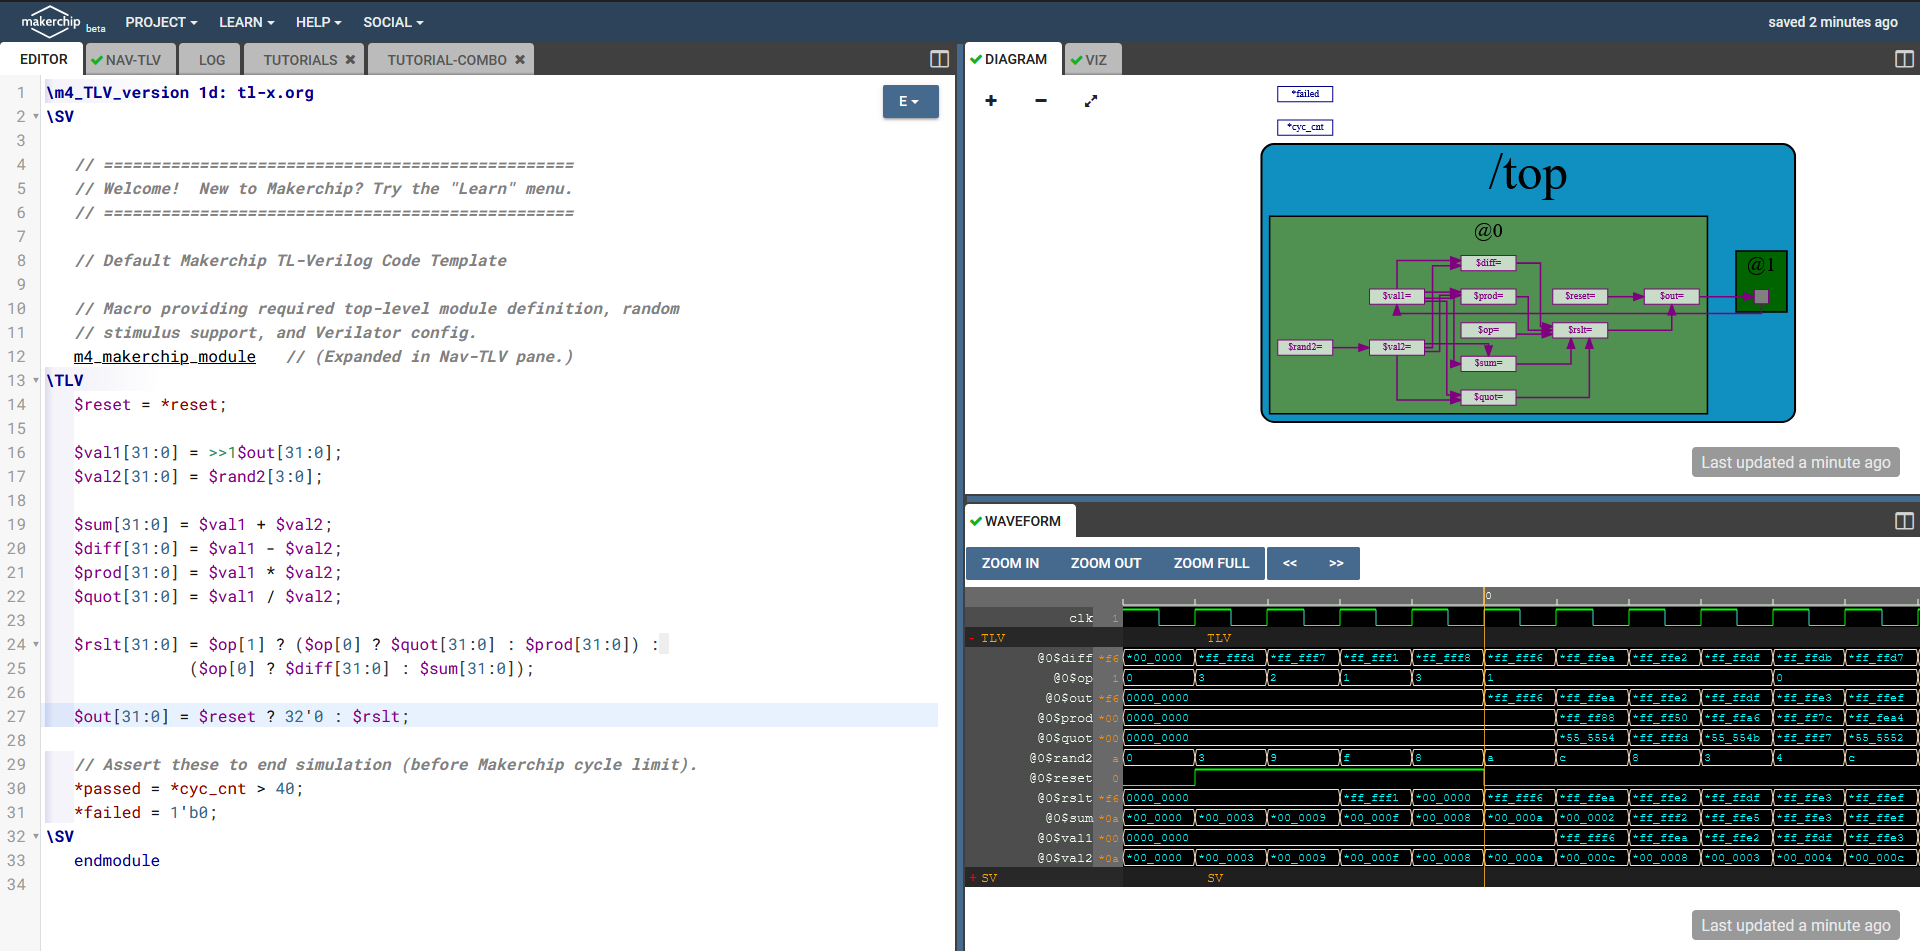 makerchip beta PROJECT LEARN HELP SOCIAL saved 2 minutes ago
EDITOR NAV-TLV LOG TUTORIALS TUTORIAL-COMBO
1 \m4_TLV_version 1d: tl-x.org
2 \SV
3
4 // =================================================
5 // Welcome!  New to Makerchip? Try the "Learn" menu.
6 // =================================================
7
8 // Default Makerchip TL-Verilog Code Template
9
10 // Macro providing required top-level module definition, random
11 // stimulus support, and Verilator config.
12 m4_makerchip_module   // (Expanded in Nav-TLV pane.)
13 \TLV
14 $reset = *reset;
15
16 $val1[31:0] = >>1$out[31:0];
17 $val2[31:0] = $rand2[3:0];
18
19 $sum[31:0] = $val1 + $val2;
20 $diff[31:0] = $val1 - $val2;
21 $prod[31:0] = $val1 * $val2;
22 $quot[31:0] = $val1 / $val2;
23
24 $rslt[31:0] = $op[1] ? ($op[0] ? $quot[31:0] : $prod[31:0]) :
25 ($op[0] ? $diff[31:0] : $sum[31:0]);
26
27 $out[31:0] = $reset ? 32'0 : $rslt;
28
29 // Assert these to end simulation (before Makerchip cycle limit).
30 *passed = *cyc_cnt > 40;
31 *failed = 1'b0;
32 \SV
33 endmodule
34
E
DIAGRAM VIZ
+ −
*failed
*cyc_cnt
/top
@0
@1
$diff=
$val1= $prod= $reset= $out=
$op= $rslt=
$rand2= $val2=
$sum=
$quot=
Last updated a minute ago
WAVEFORM
ZOOM IN ZOOM OUT ZOOM FULL << >>
0
clk 1
- TLV TLV
@0$diff *f6 *00_0000 *ff_fffd *ff_fff7 *ff_fff1 *ff_fff8 *ff_fff6 *ff_ffea *ff_ffe2 *ff_ffdf *ff_ffdb *ff_ffd7
@0$op 1 0 3 2 1 3 1 0
@0$out *f6 0000_0000 *ff_fff6 *ff_ffea *ff_ffe2 *ff_ffdf *ff_ffe3 *ff_ffef
@0$prod *00 0000_0000 *ff_ff88 *ff_ff50 *ff_ffa6 *ff_ff7c *ff_fea4
@0$quot *00 0000_0000 *55_5554 *ff_fffd *55_554b *ff_fff7 *55_5552
@0$rand2 a 0 3 9 f 8 a c 8 3 4 c
@0$reset 0
@0$rslt *f6 0000_0000 *ff_fff1 *00_0000 *ff_fff6 *ff_ffea *ff_ffe2 *ff_ffdf *ff_ffe3 *ff_ffef
@0$sum *0a *00_0000 *00_0003 *00_0009 *00_000f *00_0008 *00_000a *00_0002 *ff_fff2 *ff_ffe5 *ff_ffe3 *ff_ffef
@0$val1 *00 0000_0000 *ff_fff6 *ff_ffea *ff_ffe2 *ff_ffdf *ff_ffe3
@0$val2 *0a *00_0000 *00_0003 *00_0009 *00_000f *00_0008 *00_000a *00_000c *00_0008 *00_0003 *00_0004 *00_000c
+ SV SV
Last updated a minute ago